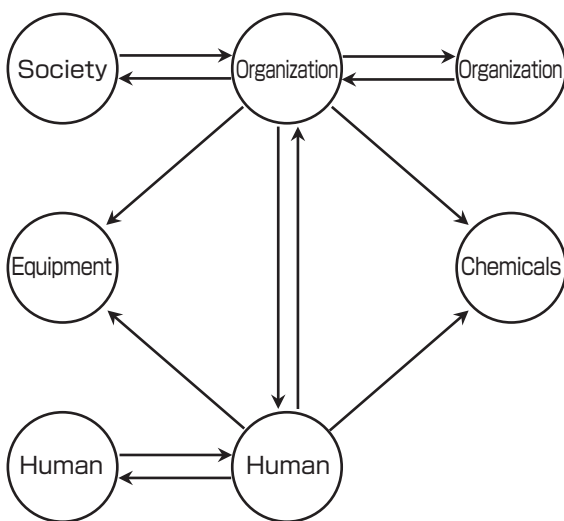 Society
Organization
Organization
Equipment
Chemicals
Human
Human